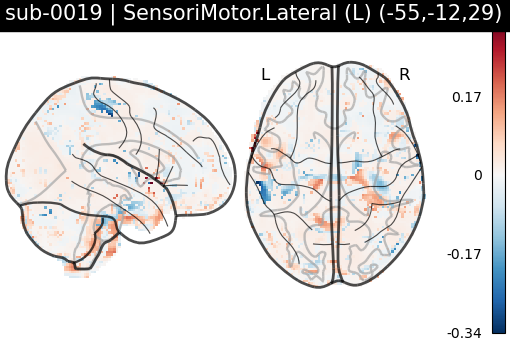 sub-0019 | SensoriMotor.Lateral (L) (-55,-12,29)
L R
0.17
0
-0.17
-0.34